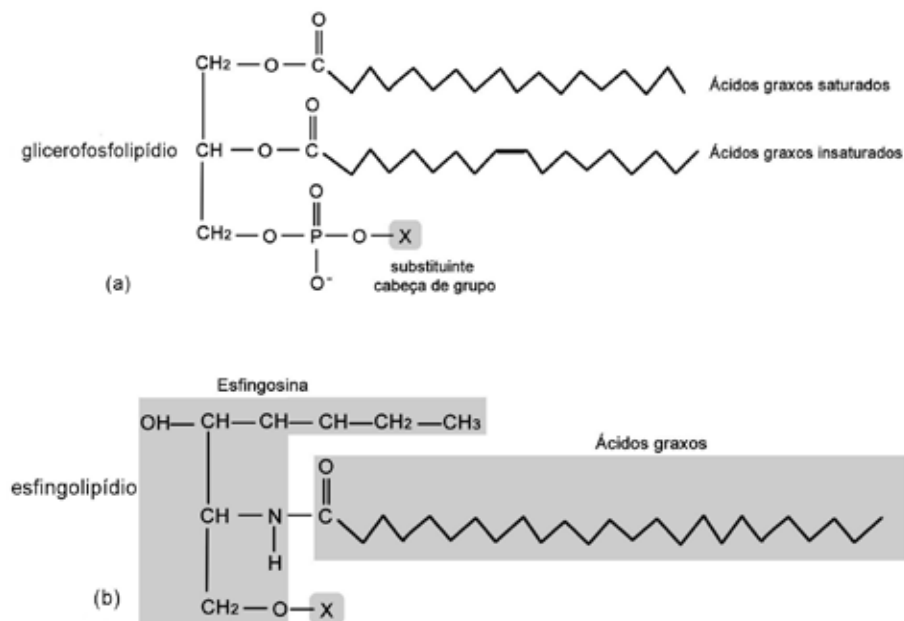 O
CH₂—O—C
Ácidos graxos saturados
O
glicerofosfolipídio CH—O—C
Ácidos graxos insaturados
O
CH₂—O—P—O—X
O⁻
substituinte
cabeça de grupo
(a)
Esfingosina
OH—CH—CH—CH—CH₂—CH₃
Ácidos graxos
O
esfingolipídio
CH—N—C
H
(b)
CH₂—O—X